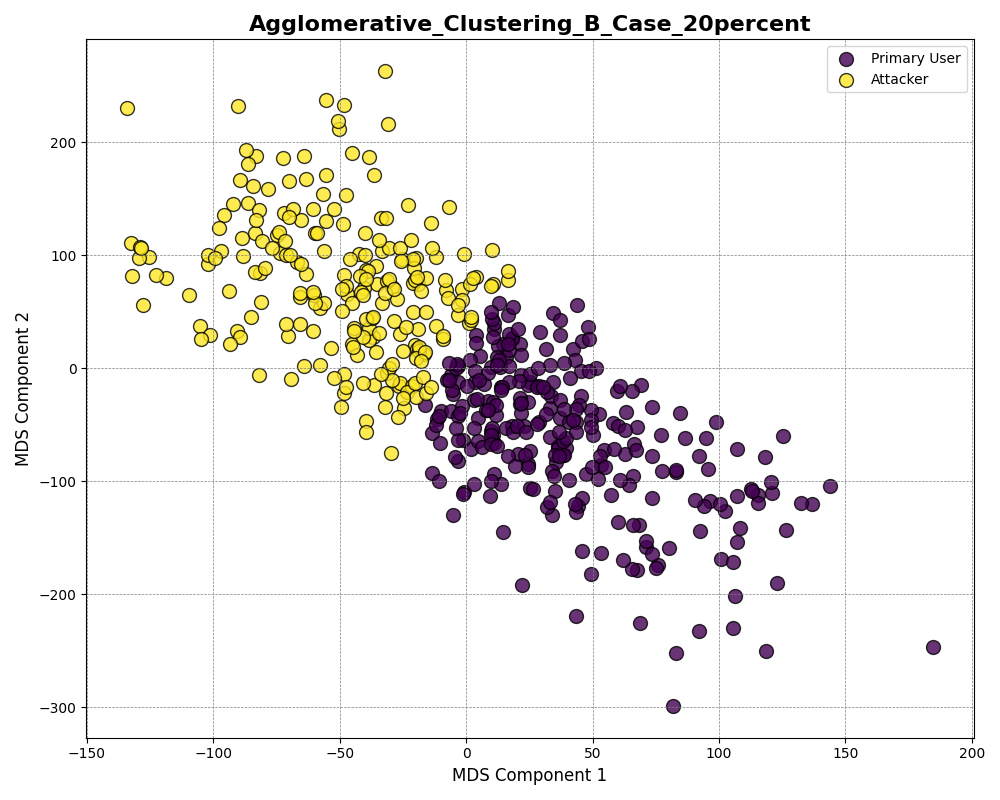 Agglomerative_Clustering_B_Case_20percent
Primary User
Attacker
200
100
0
−100
−200
−300
MDS Component 2
−150
−100
−50
0
50
100
150
200
MDS Component 1